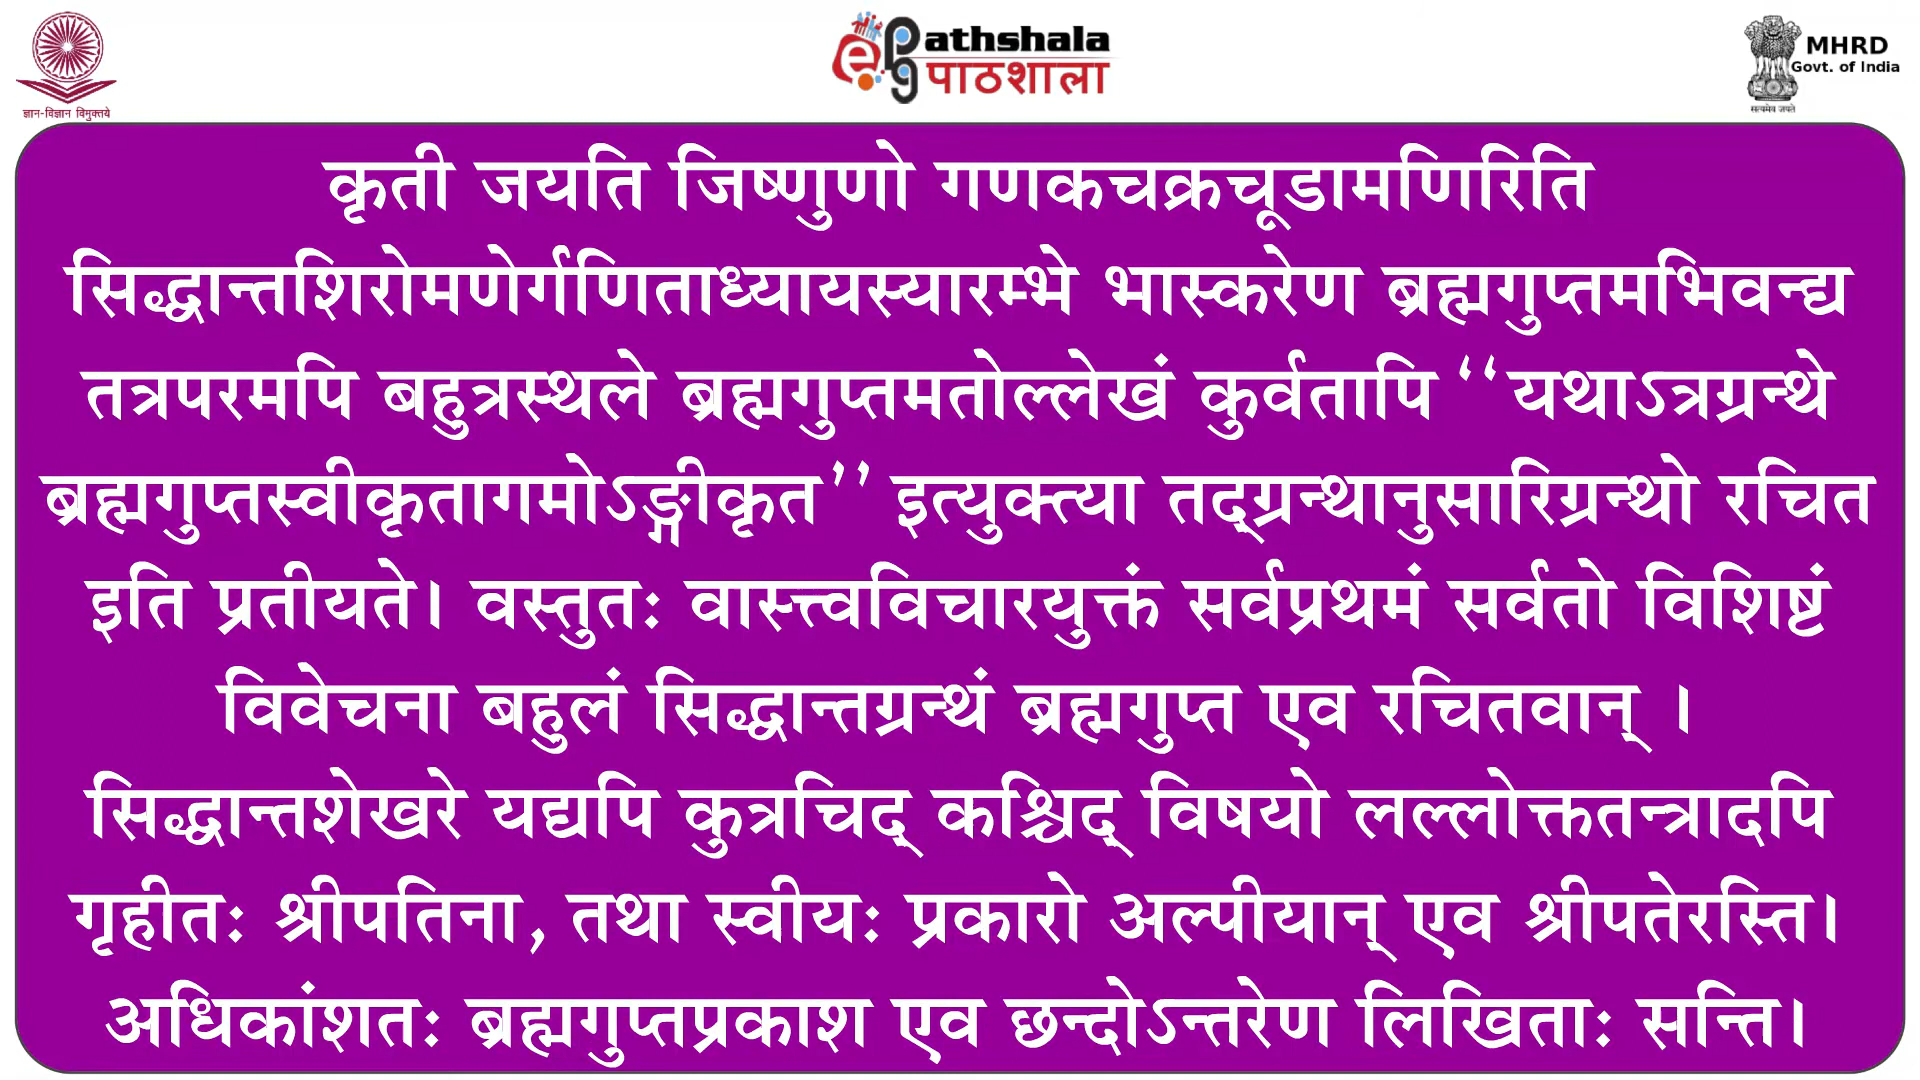 ज्ञान-विज्ञान विमुक्तये
ePathshala
पाठशाला
MHRD
Govt. of India
सत्यमेव जयते
कृती जयति जिष्णुणो गणकचक्रचूडामणिरिति
सिद्धान्तशिरोमणेर्गणिताध्यायस्यारम्भे भास्करेण ब्रह्मगुप्तमभिवन्द्य
तत्रपरमपि बहुत्रस्थले ब्रह्मगुप्तमतोल्लेखं कुर्वतापि “यथाऽत्रग्रन्थे
ब्रह्मगुप्तस्वीकृतागमोऽङ्गीकृत” इत्युक्त्या तद्ग्रन्थानुसारिग्रन्थो रचित
इति प्रतीयते। वस्तुतः वास्त्त्वविचारयुक्तं सर्वप्रथमं सर्वतो विशिष्टं
विवेचना बहुलं सिद्धान्तग्रन्थं ब्रह्मगुप्त एव रचितवान् ।
सिद्धान्तशेखरे यद्यपि कुत्रचिद् कश्चिद् विषयो लल्लोक्ततन्त्रादपि
गृहीतः श्रीपतिना, तथा स्वीयः प्रकारो अल्पीयान् एव श्रीपतेरस्ति।
अधिकांशतः ब्रह्मगुप्तप्रकाश एव छन्दोऽन्तरेण लिखिताः सन्ति।